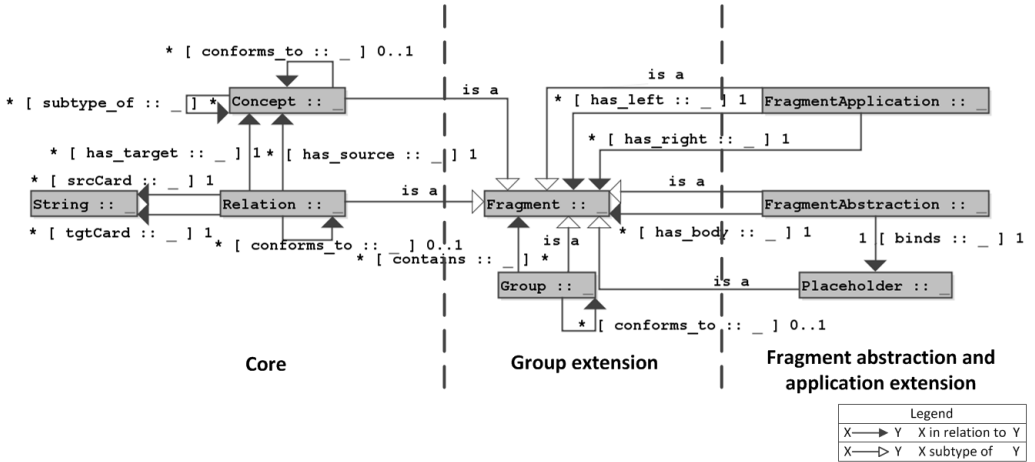 * [ conforms_to :: _ ] 0..1
is a
is a
* [ subtype_of :: _ ] *
Concept :: _
* [ has_left :: _ ] 1
FragmentApplication :: _
* [ has_right :: _ ] 1
* [ has_target :: _ ] 1
* [ has_source :: _ ] 1
* [ srcCard :: _ ] 1
is a
is a
String :: _
Relation :: _
Fragment :: _
FragmentAbstraction :: _
* [ tgtCard :: _ ] 1
* [ conforms_to :: _ ] 0..1
is a
* [ has_body :: _ ] 1
1 [ binds :: _ ] 1
* [ contains :: _ ] *
is a
Group :: _
Placeholder :: _
* [ conforms_to :: _ ] 0..1
Core
Group extension
Fragment abstraction and
application extension
Legend
X Y X in relation to Y
X Y X subtype of Y